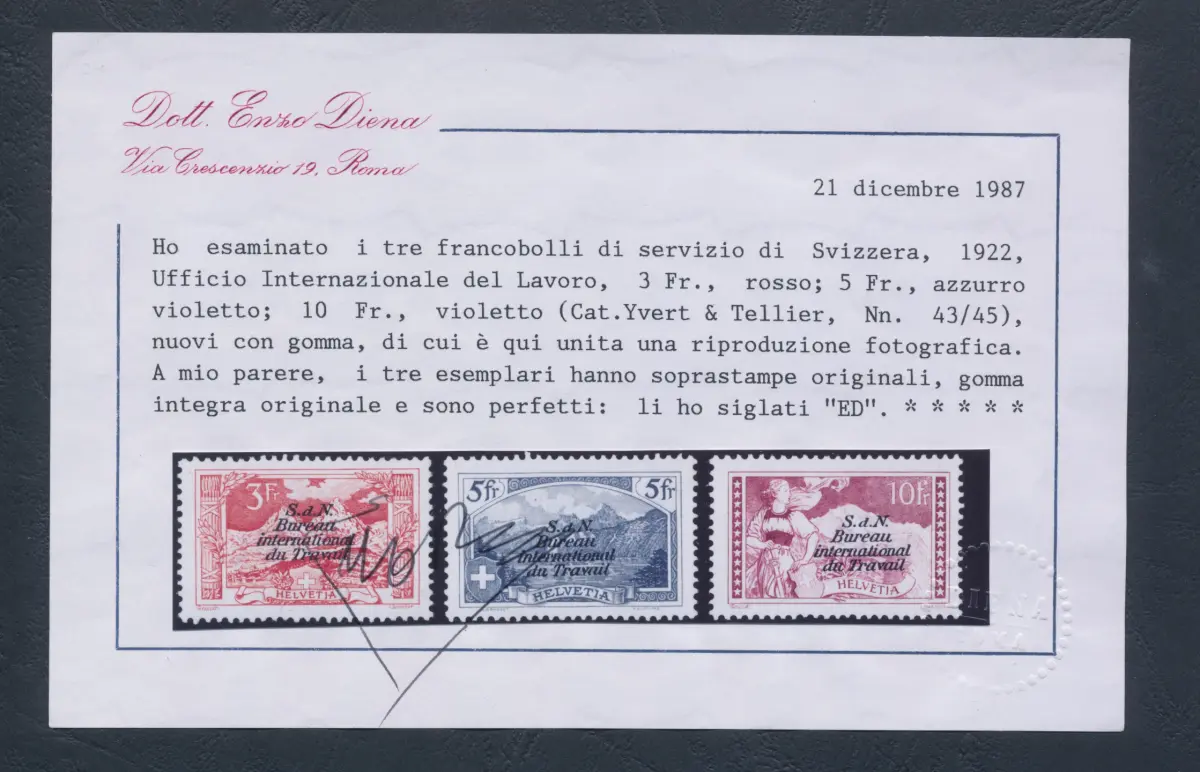 Dott. Enzo Diena
Via Crescenzio 19, Roma
21 dicembre 1987
Ho esaminato i tre francobolli di servizio di Svizzera, 1922,
Ufficio Internazionale del Lavoro, 3 Fr., rosso; 5 Fr., azzurro
violetto; 10 Fr., violetto (Cat.Yvert & Tellier, Nn. 43/45),
nuovi con gomma, di cui è qui unita una riproduzione fotografica.
A mio parere, i tre esemplari hanno soprastampe originali, gomma
integra originale e sono perfetti: li ho siglati "ED". * * * * *
3Fr
S.d.N.
Bureau
international
du Travail
HELVETIA
5fr 5fr
S.d.N.
Bureau
international
du Travail
HELVETIA
10fr
S.d.N.
Bureau
international
du Travail
HELVETIA